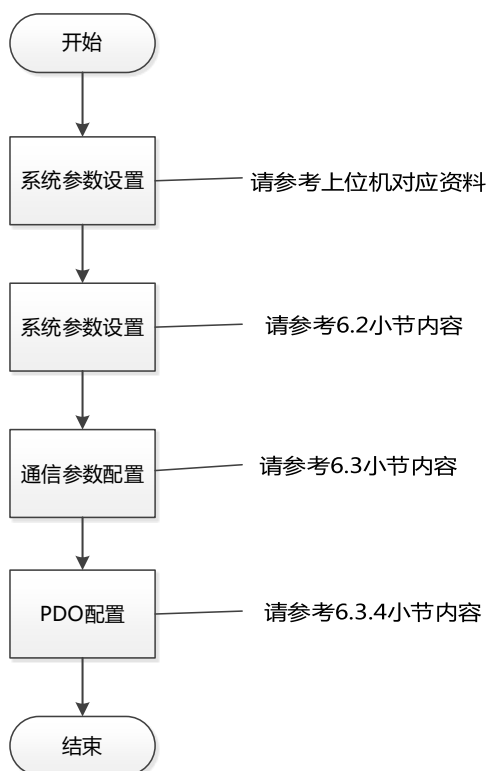 开始
系统参数设置
请参考上位机对应资料
系统参数设置
请参考6.2小节内容
通信参数配置
请参考6.3小节内容
PDO配置
请参考6.3.4小节内容
结束